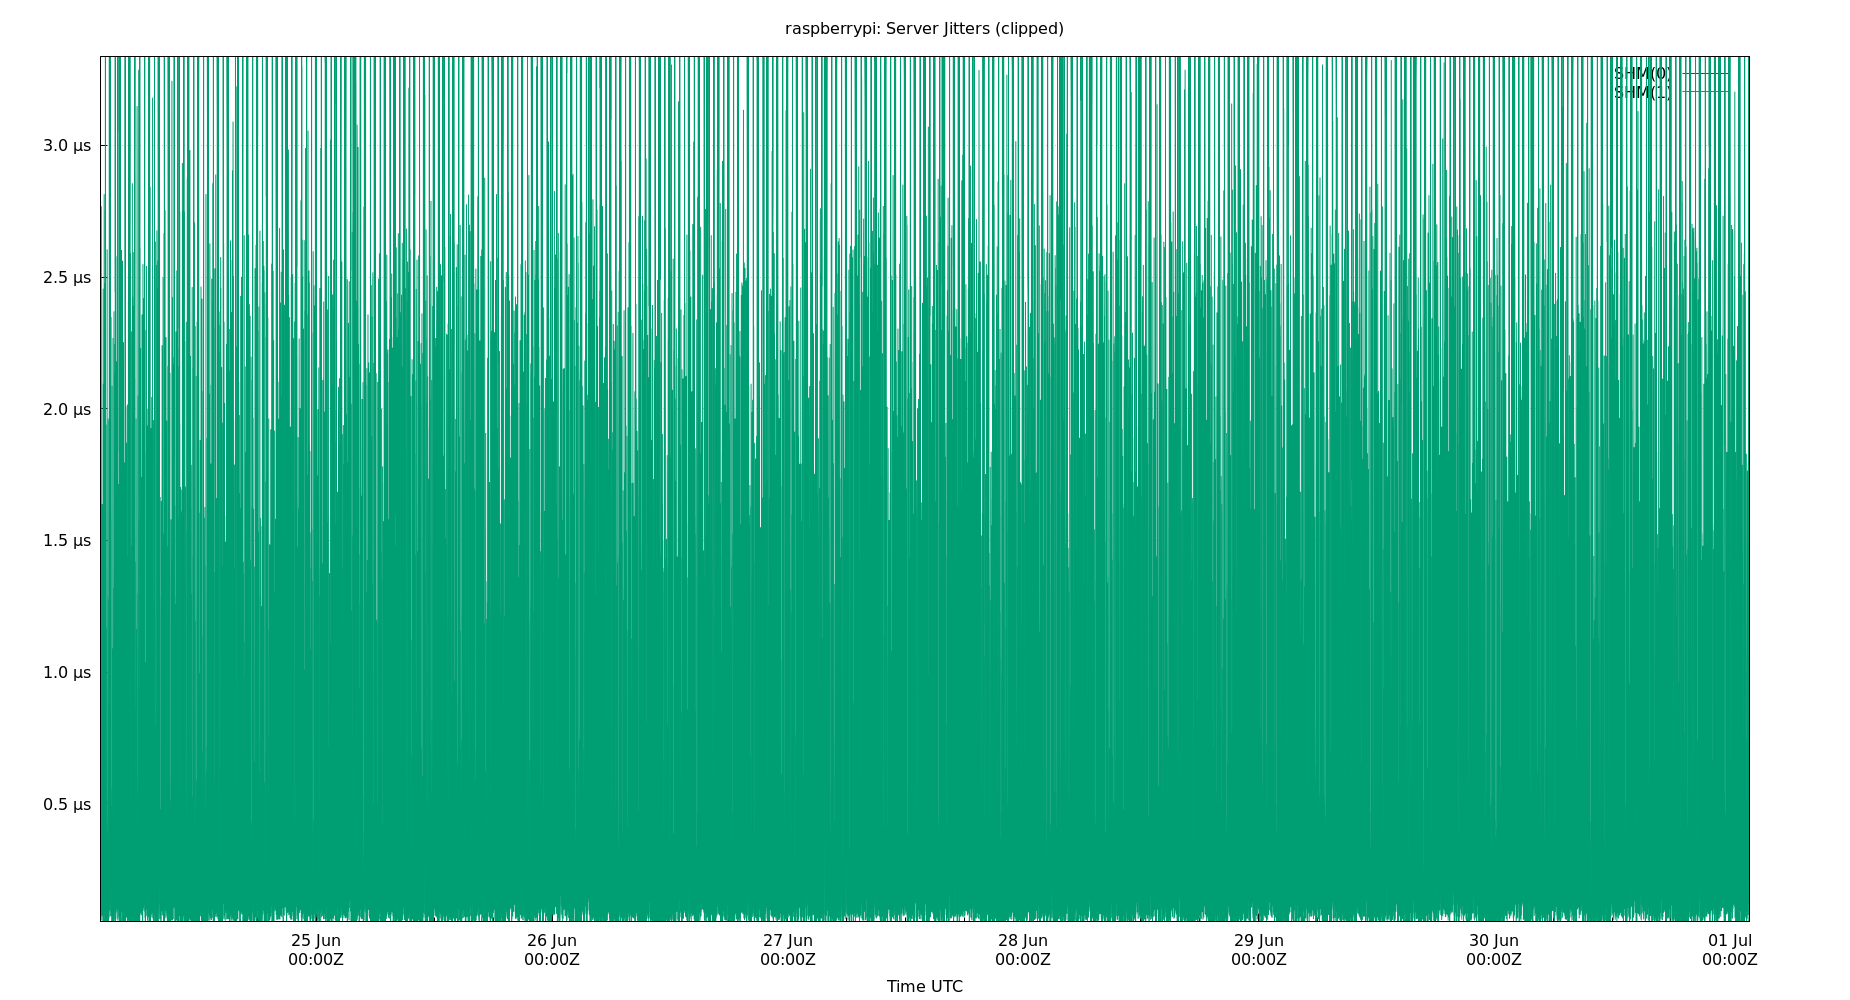 raspberrypi: Server Jitters (clipped)
SHM(0)
SHM(1)
3.0 µs
2.5 µs
2.0 µs
1.5 µs
1.0 µs
0.5 µs
25 Jun 26 Jun 27 Jun 28 Jun 29 Jun 30 Jun 01 Jul
00:00Z 00:00Z 00:00Z 00:00Z 00:00Z 00:00Z 00:00Z
Time UTC